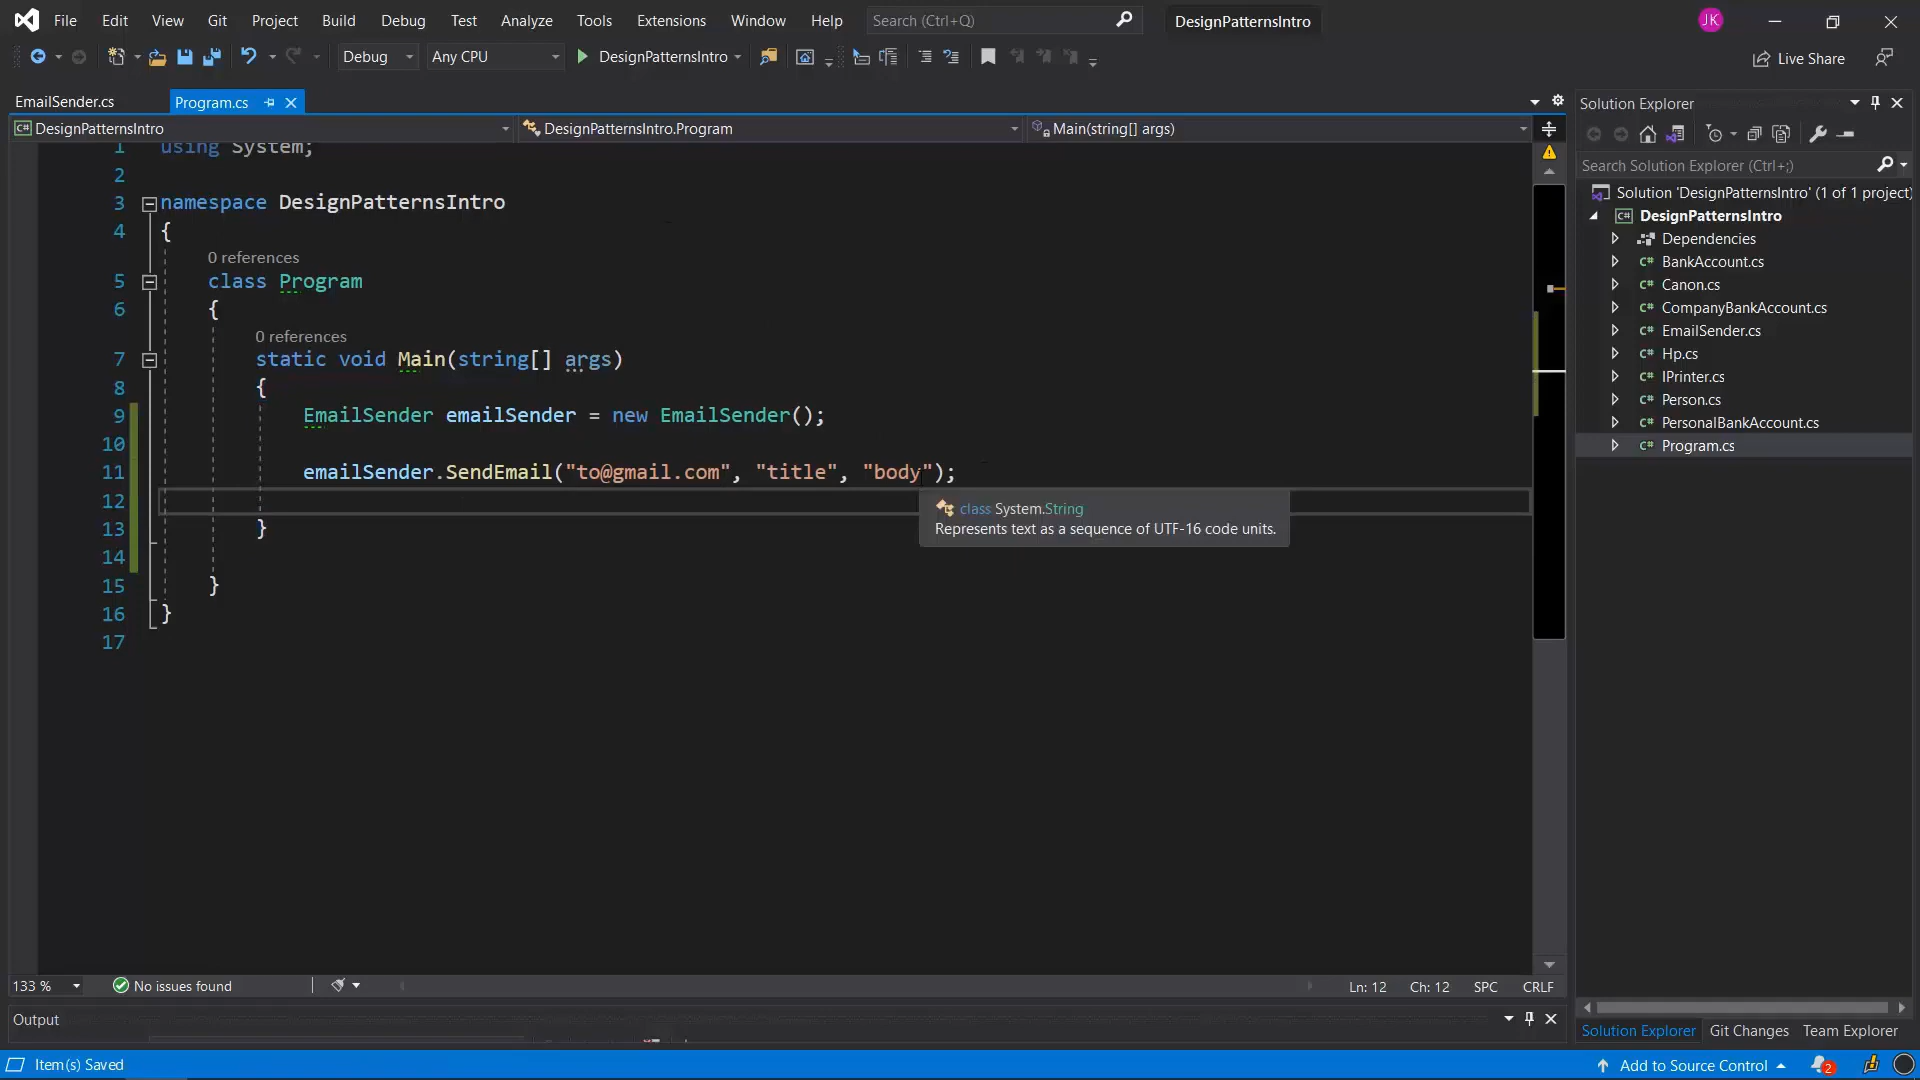 File Edit View Git Project Build Debug Test Analyze Tools Extensions Window Help Search (Ctrl+Q) DesignPatternsIntro JK
Debug Any CPU DesignPatternsIntro Live Share
EmailSender.cs Program.cs
DesignPatternsIntro DesignPatternsIntro.Program Main(string[] args)
1 using System;
2
3 namespace DesignPatternsIntro
4 {
0 references
5 class Program
6 {
0 references
7 static void Main(string[] args)
8 {
9 EmailSender emailSender = new EmailSender();
10
11 emailSender.SendEmail("to@gmail.com", "title", "body");
12
class System.String
Represents text as a sequence of UTF-16 code units.
13 }
14
15 }
16 }
17
133 % No issues found Ln: 12 Ch: 12 SPC CRLF
Output
Solution Explorer
Search Solution Explorer (Ctrl+;)
Solution 'DesignPatternsIntro' (1 of 1 project)
C# DesignPatternsIntro
Dependencies
C# BankAccount.cs
C# Canon.cs
C# CompanyBankAccount.cs
C# EmailSender.cs
C# Hp.cs
C# IPrinter.cs
C# Person.cs
C# PersonalBankAccount.cs
C# Program.cs
Solution Explorer Git Changes Team Explorer
Item(s) Saved Add to Source Control 2